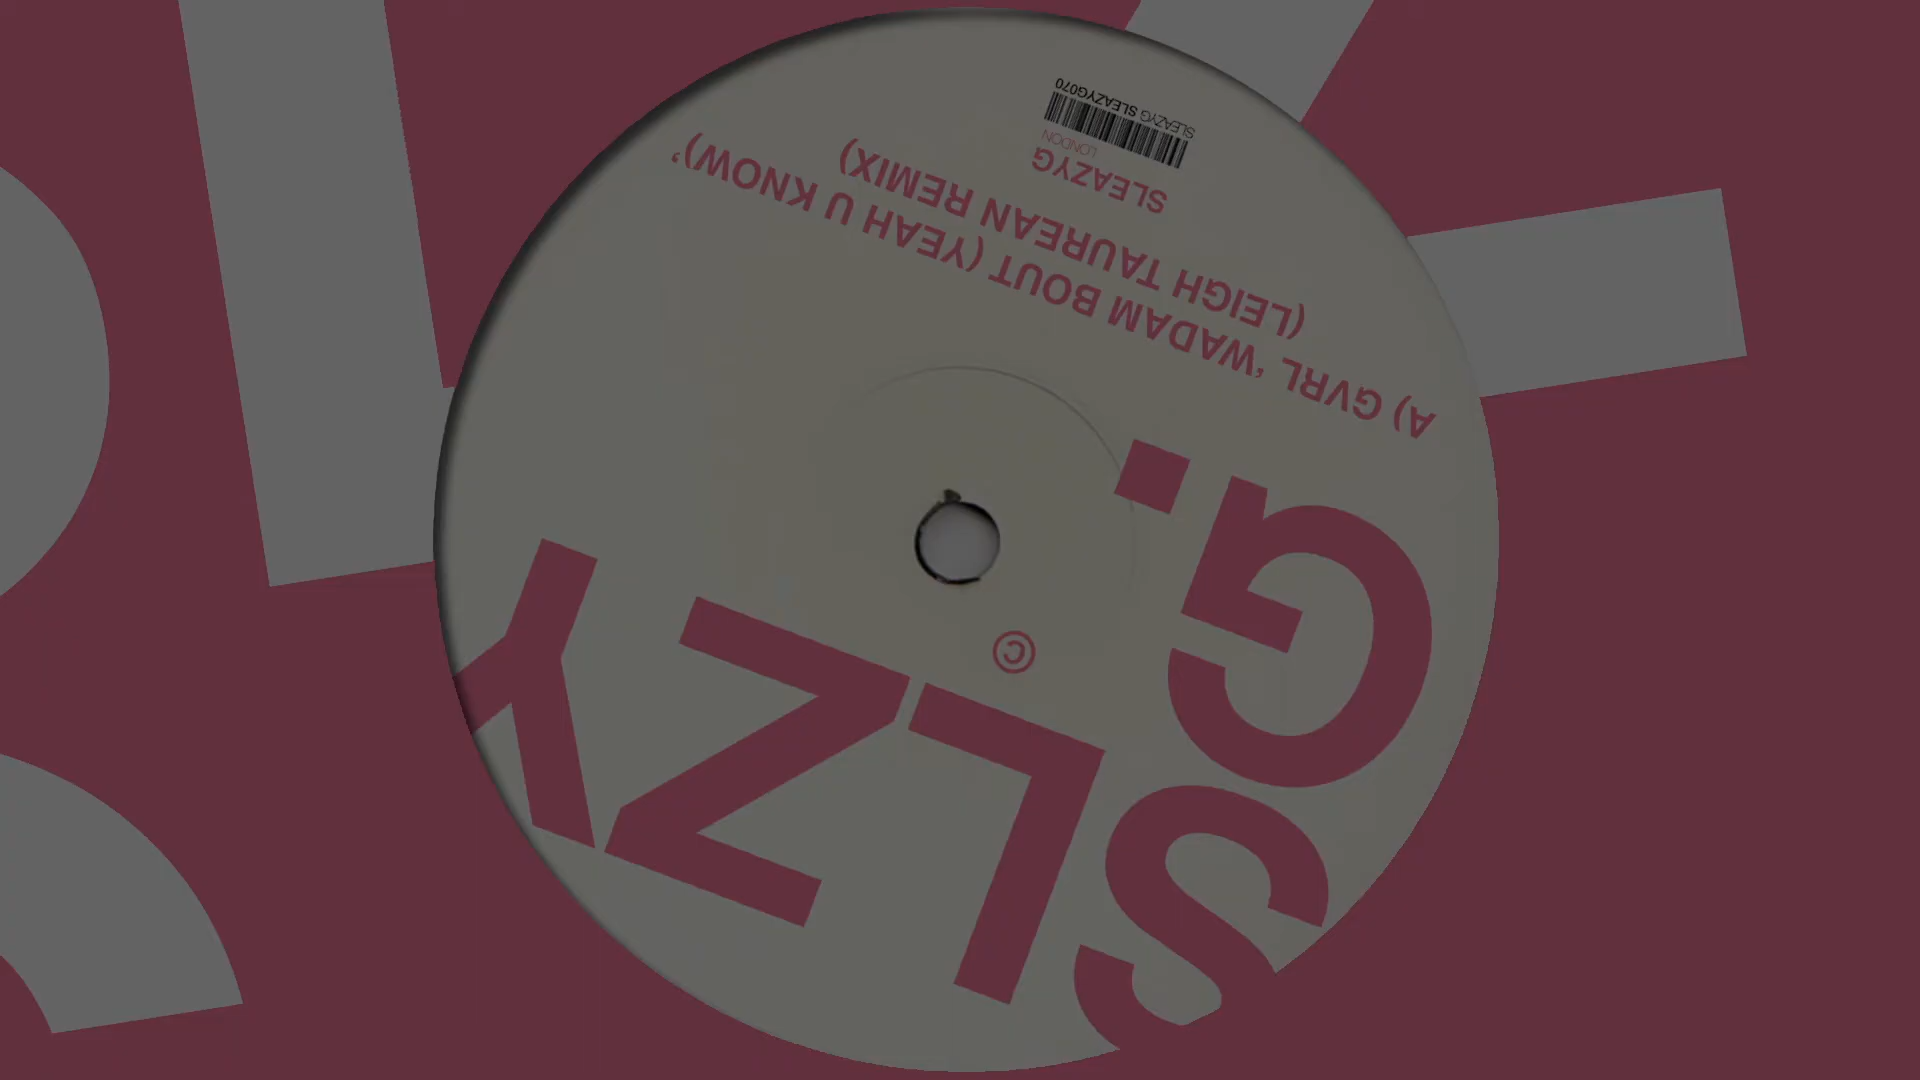 SLZY
G.
©
A) GVRL 'WADAM BOUT (YEAH U KNOW)'
(LEIGH TAUREAN REMIX)
SLEAZYG
LONDON
SLEAZYG SLEAZYG070